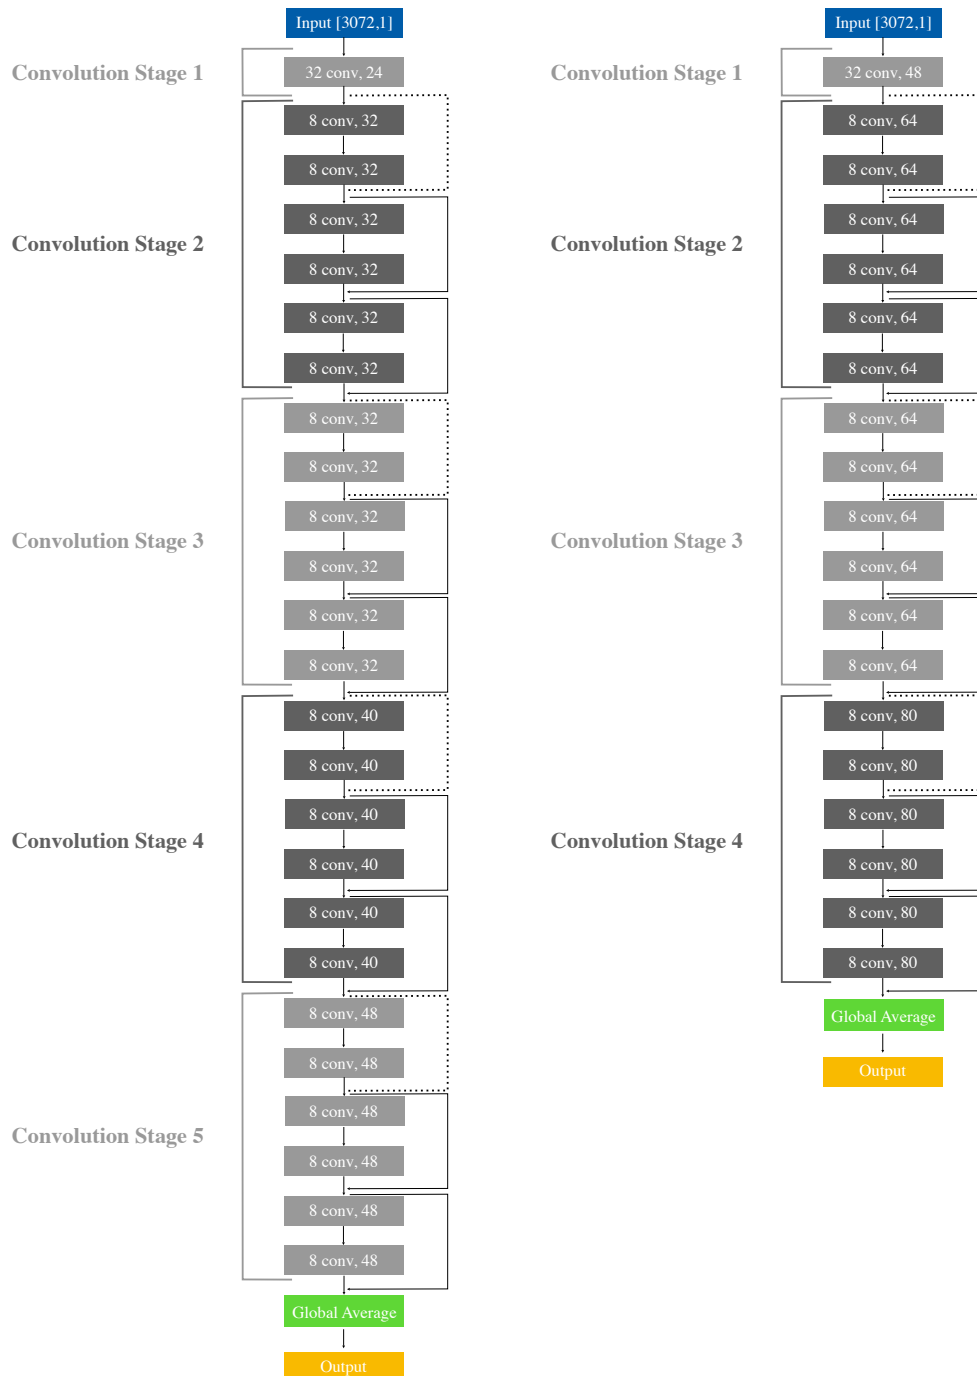 Input [3072,1]
Convolution Stage 1
32 conv, 24
8 conv, 32
8 conv, 32
8 conv, 32
Convolution Stage 2
8 conv, 32
8 conv, 32
8 conv, 32
8 conv, 32
8 conv, 32
8 conv, 32
Convolution Stage 3
8 conv, 32
8 conv, 32
8 conv, 32
8 conv, 40
8 conv, 40
8 conv, 40
Convolution Stage 4
8 conv, 40
8 conv, 40
8 conv, 40
8 conv, 48
8 conv, 48
8 conv, 48
Convolution Stage 5
8 conv, 48
8 conv, 48
8 conv, 48
Global Average
Output
Input [3072,1]
Convolution Stage 1
32 conv, 48
8 conv, 64
8 conv, 64
8 conv, 64
Convolution Stage 2
8 conv, 64
8 conv, 64
8 conv, 64
8 conv, 64
8 conv, 64
8 conv, 64
Convolution Stage 3
8 conv, 64
8 conv, 64
8 conv, 64
8 conv, 80
8 conv, 80
8 conv, 80
Convolution Stage 4
8 conv, 80
8 conv, 80
8 conv, 80
Global Average
Output